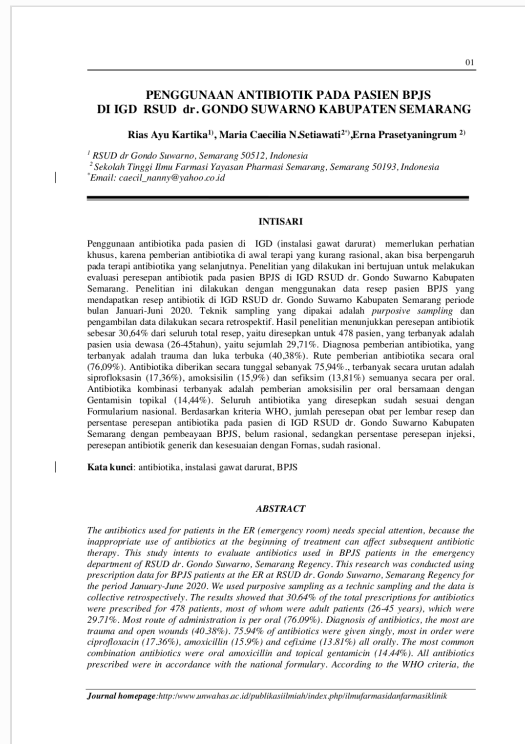 01
PENGGUNAAN ANTIBIOTIK PADA PASIEN BPJS
DI IGD RSUD dr. GONDO SUWARNO KABUPATEN SEMARANG
Rias Ayu Kartika1), Maria Caecilia N.Setiawati2*),Erna Prasetyaningrum 2)
1 RSUD dr Gondo Suwarno, Semarang 50512, Indonesia
2 Sekolah Tinggi Ilmu Farmasi Yayasan Pharmasi Semarang, Semarang 50193, Indonesia
*Email: caecil_nanny@yahoo.co.id
INTISARI
Penggunaan antibiotika pada pasien di IGD (instalasi gawat darurat) memerlukan perhatian
khusus, karena pemberian antibiotika di awal terapi yang kurang rasional, akan bisa berpengaruh
pada terapi antibiotika yang selanjutnya. Penelitian yang dilakukan ini bertujuan untuk melakukan
evaluasi peresepan antibiotik pada pasien BPJS di IGD RSUD dr. Gondo Suwarno Kabupaten
Semarang. Penelitian ini dilakukan dengan menggunakan data resep pasien BPJS yang
mendapatkan resep antibiotik di IGD RSUD dr. Gondo Suwarno Kabupaten Semarang periode
bulan Januari-Juni 2020. Teknik sampling yang dipakai adalah purposive sampling dan
pengambilan data dilakukan secara retrospektif. Hasil penelitian menunjukkan peresepan antibiotik
sebesar 30,64% dari seluruh total resep, yaitu diresepkan untuk 478 pasien, yang terbanyak adalah
pasien usia dewasa (26-45tahun), yaitu sejumlah 29,71%. Diagnosa pemberian antibiotik, yang
terbanyak adalah trauma dan luka terbuka (40,38%). Rute pemberian antibiotik secara oral
(76,09%). Antibiotika diberikan secara tunggal sebanyak 75,94%., terbanyak secara urutan adalah
siprofloksasin (17,36%), amoksisilin (15,9%) dan sefiksim (13,81%) semuanya secara per oral.
Antibiotika kombinasi terbanyak adalah pemberian amoksisilin per oral bersamaan dengan
Gentamisin topikal (14,44%). Seluruh antibiotika yang diresepkan sudah sesuai dengan
Formularium nasional. Berdasarkan kriteria WHO, jumlah peresepan obat per lembar resep dan
persentase peresepan antibiotika pada pasien di IGD RSUD dr. Gondo Suwarno Kabupaten
Semarang dengan pembeayaan BPJS, belum rasional, sedangkan persentase peresepan injeksi,
peresepan antibiotik generik dan kesesuaian dengan Fornas, sudah rasional.
Kata kunci: antibiotika, instalasi gawat darurat, BPJS
ABSTRACT
The antibiotics used for patients in the ER (emergency room) needs special attention, because the
inappropriate use of antibiotics at the beginning of treatment can affect subsequent antibiotic
therapy. This study intents to evaluate antibiotics used in BPJS patients in the emergency
department of RSUD dr. Gondo Suwarno, Semarang Regency. This research was conducted using
prescription data for BPJS patients at the ER at RSUD dr. Gondo Suwarno, Semarang Regency for
the period January-June 2020. We used purposive sampling as a technic sampling and the data is
collective retrospectively. The results showed that 30.64% of the total prescriptions for antibiotics
were prescribed for 478 patients, most of whom were adult patients (26-45 years), which were
29.71%. Most route of administration is per oral (76.09%). Diagnosis of antibiotics, the most are
trauma and open wounds (40.38%). 75.94% of antibiotics were given singly, most in order were
ciprofloxacin (17.36%), amoxicillin (15.9%) and cefixime (13.81%) all orally. The most common
combination antibiotics were oral amoxicillin and topical gentamicin (14.44%). All antibiotics
prescribed were in accordance with the national formulary. According to the WHO criteria, the
Journal homepage:http:/www.unwahas.ac.id/publikasiilmiah/index.php/ilmufarmasidanfarmasiklinik